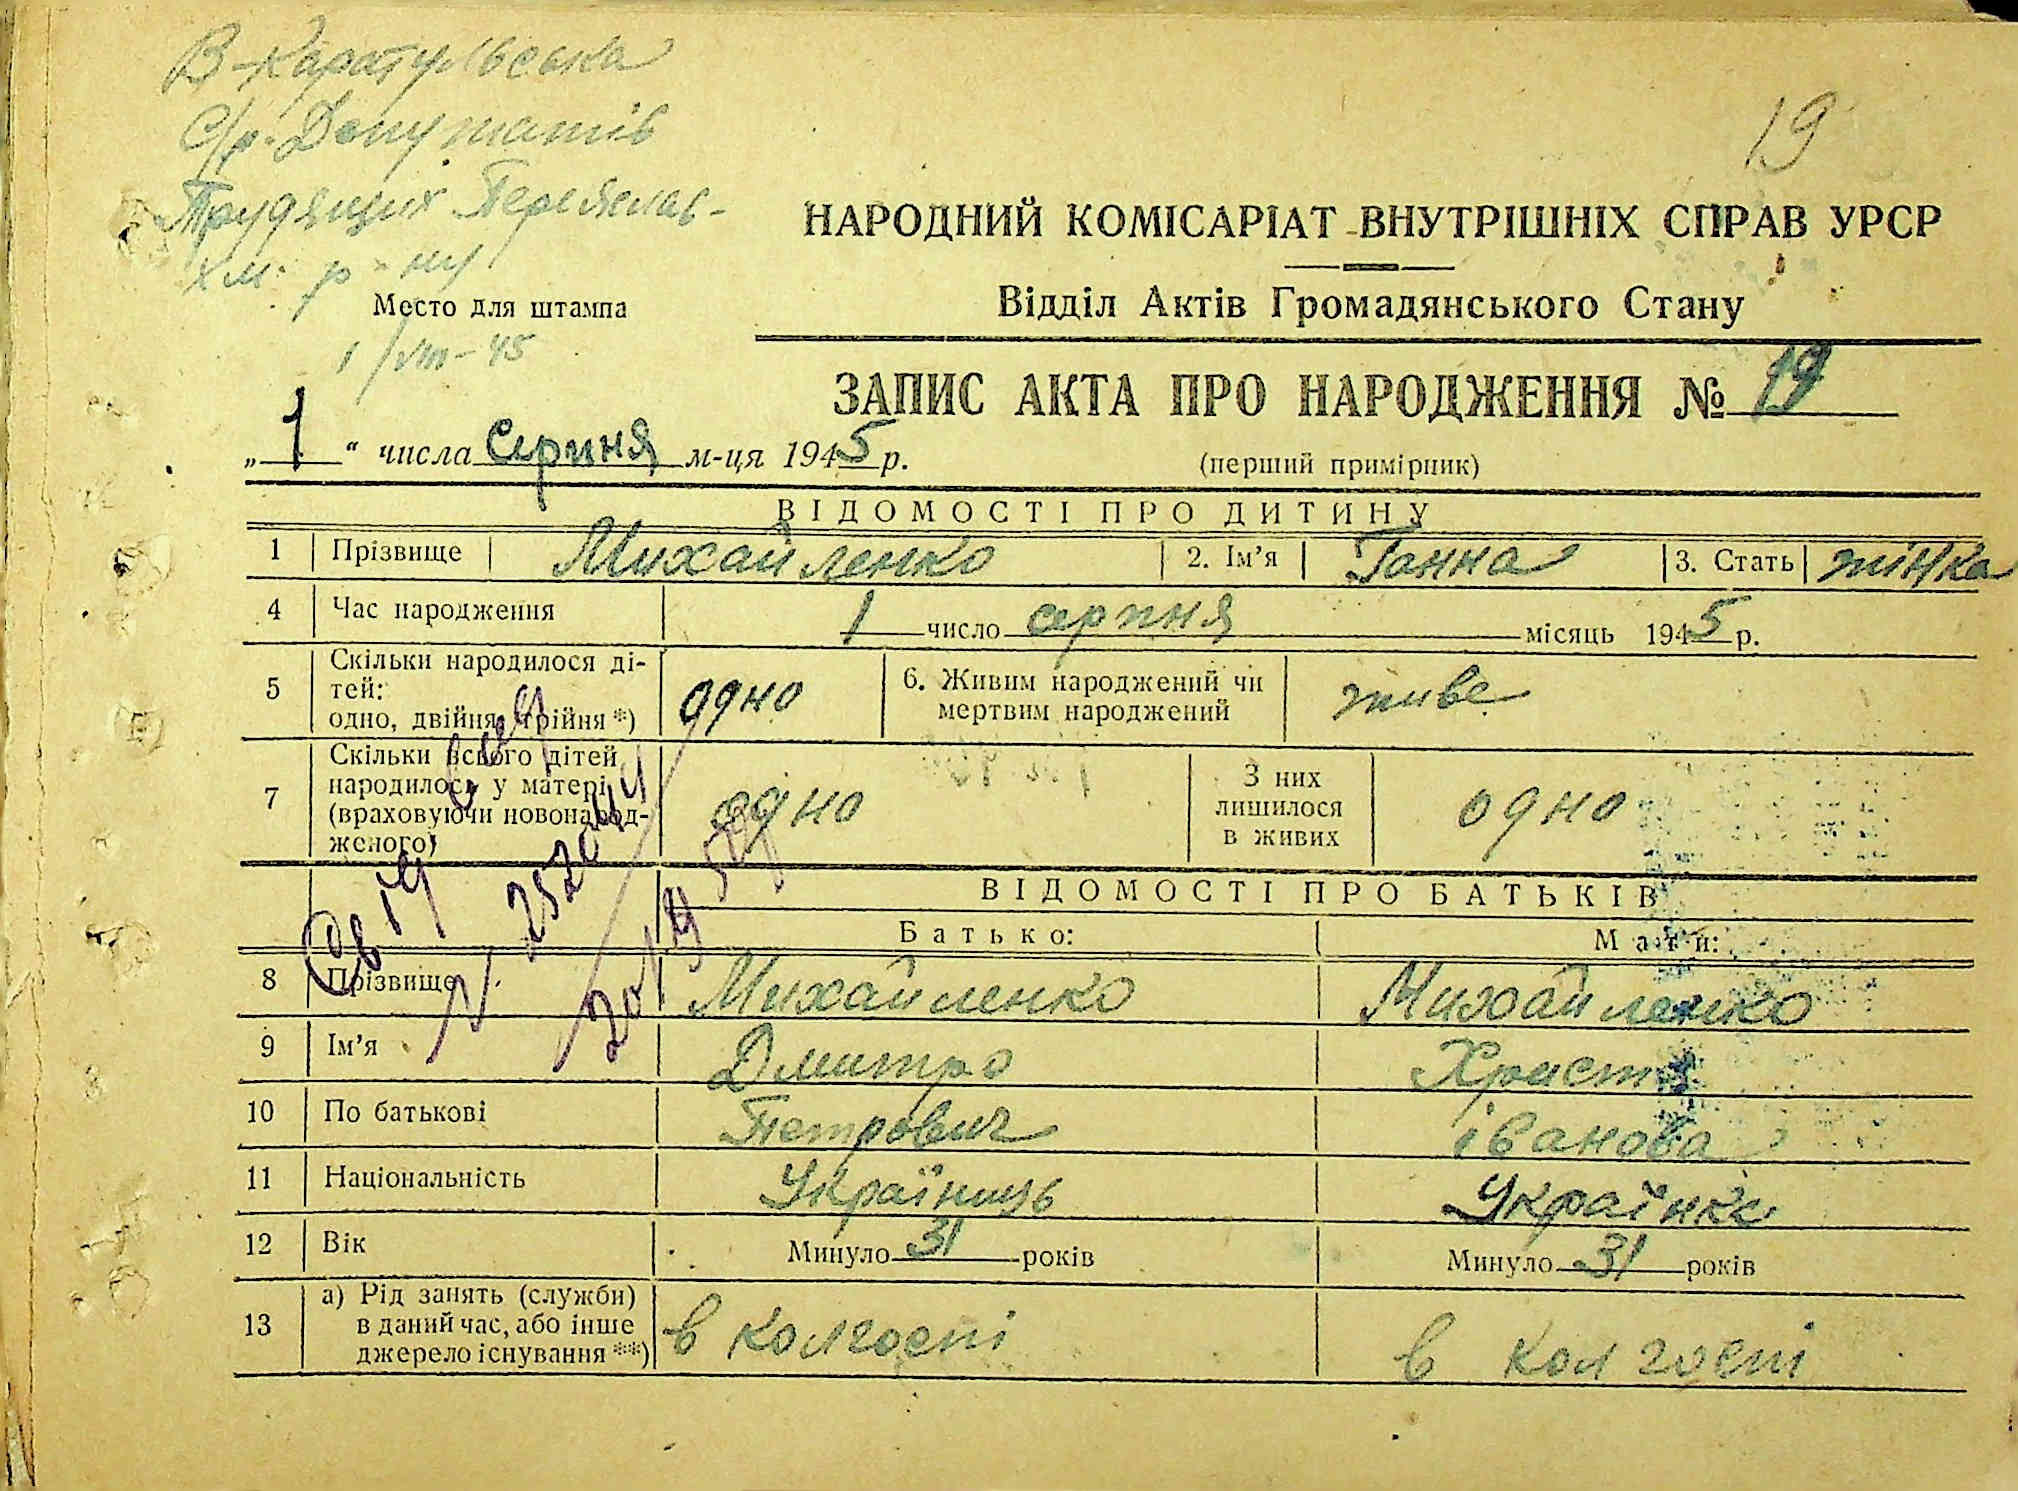 В-Каратульська
С/р. Депутатів
Трудящих Переяслав-
хм. р-ну
19
НАРОДНИЙ КОМІСАРІАТ ВНУТРІШНІХ СПРАВ УРСР
Відділ Актів Громадянського Стану
Место для штампа
1/VIII-45
ЗАПИС АКТА ПРО НАРОДЖЕННЯ № 19
„1“ числа Серпня м-ця 1945 р.
(перший примірник)
ВІДОМОСТІ ПРО ДИТИНУ
1 Прізвище Михайленко 2. Ім’я Ганна 3. Стать жінка
4 Час народження 1 число серпня місяць 1945 р.
5 Скільки народилося ді-
тей:
одно, двійня, трійня *) одно 6. Живим народжений чи
мертвим народжений живе
7 Скільки всього дітей
народилось у матері
(враховуючи новонарод-
женого) одно З них
лишилося
в живих одно
ВІДОМОСТІ ПРО БАТЬКІВ
Батько: Мати:
8 Прізвище Михайленко Михайленко
9 Ім’я Дмитро Христя
10 По батькові Петрович івановa
11 Національність Українець Українка
12 Вік Минуло 31 років Минуло 31 років
13 а) Рід занять (служби)
в даний час, або інше
джерело існування **) в колгоспі в колгоспі